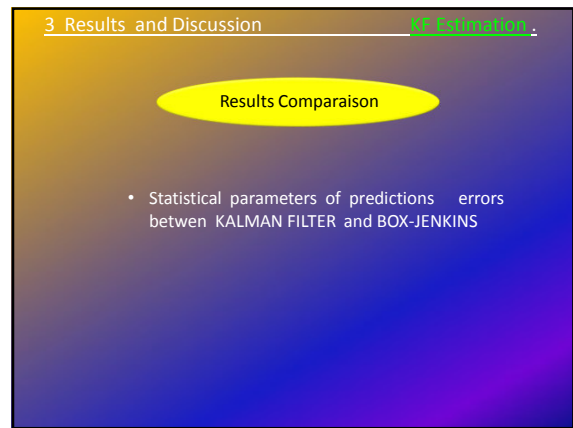 3 Results and Discussion KF Estimation .
Results Comparaison
• Statistical parameters of predictions errors
betwen KALMAN FILTER and BOX-JENKINS